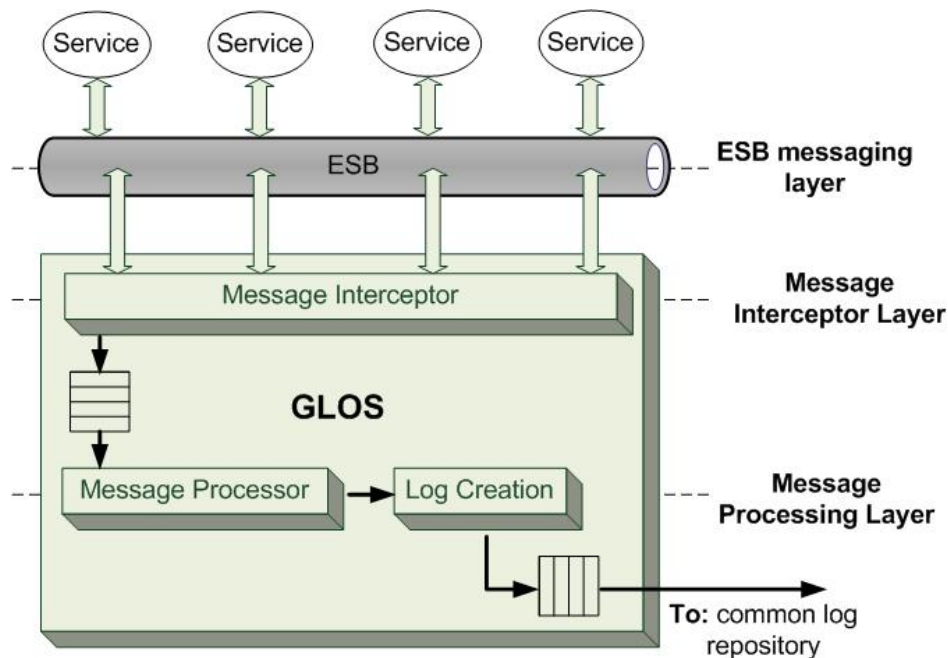 Service
Service
Service
Service
ESB
ESB messaging
layer
Message Interceptor
Message
Interceptor Layer
GLOS
Message Processor
Log Creation
Message
Processing Layer
To: common log
repository